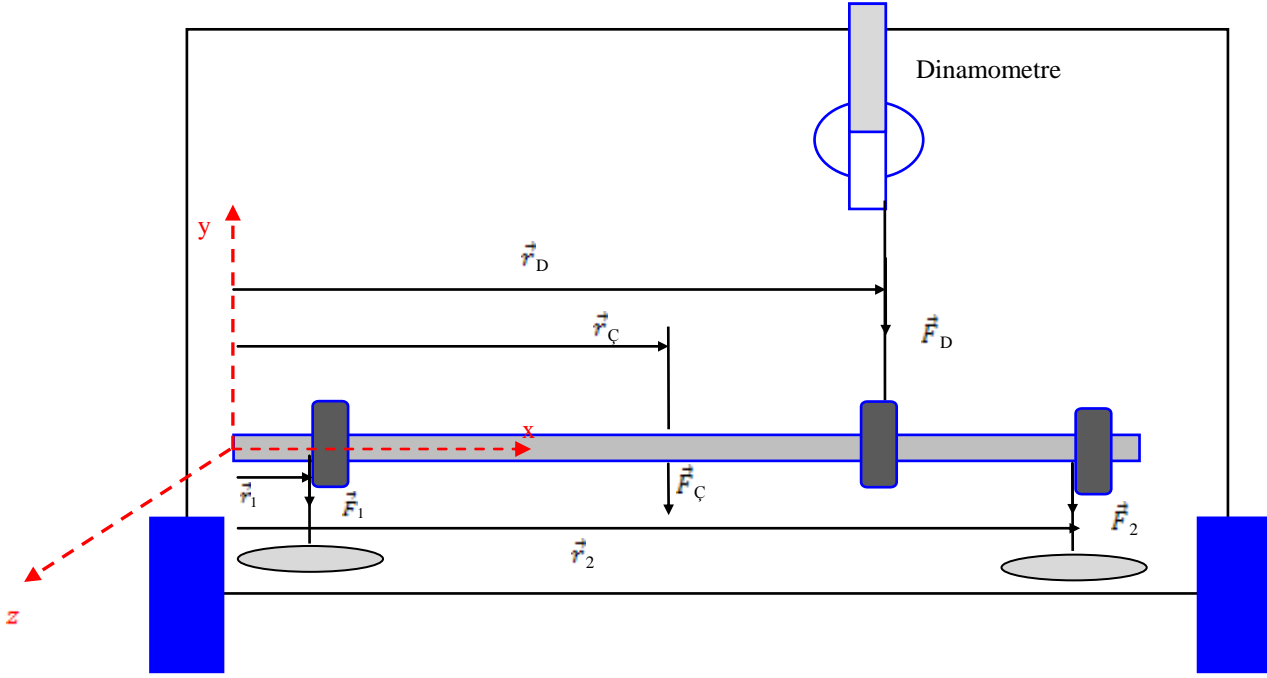 Dinamometre
y
r⃗D
r⃗Ç
F⃗D
x
r⃗1
F⃗1
F⃗Ç
r⃗2
F⃗2
z